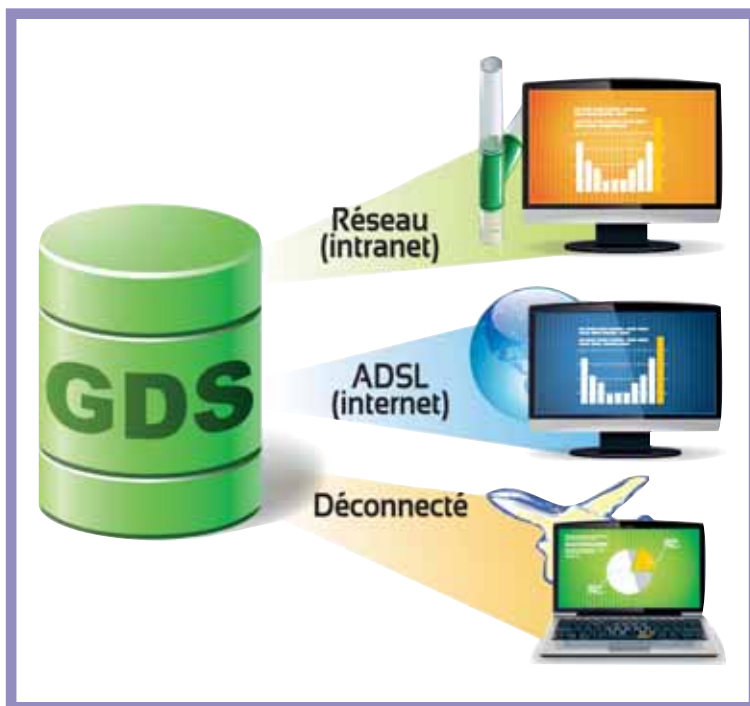 Réseau
(intranet)
GDS
ADSL
(internet)
Déconnecté